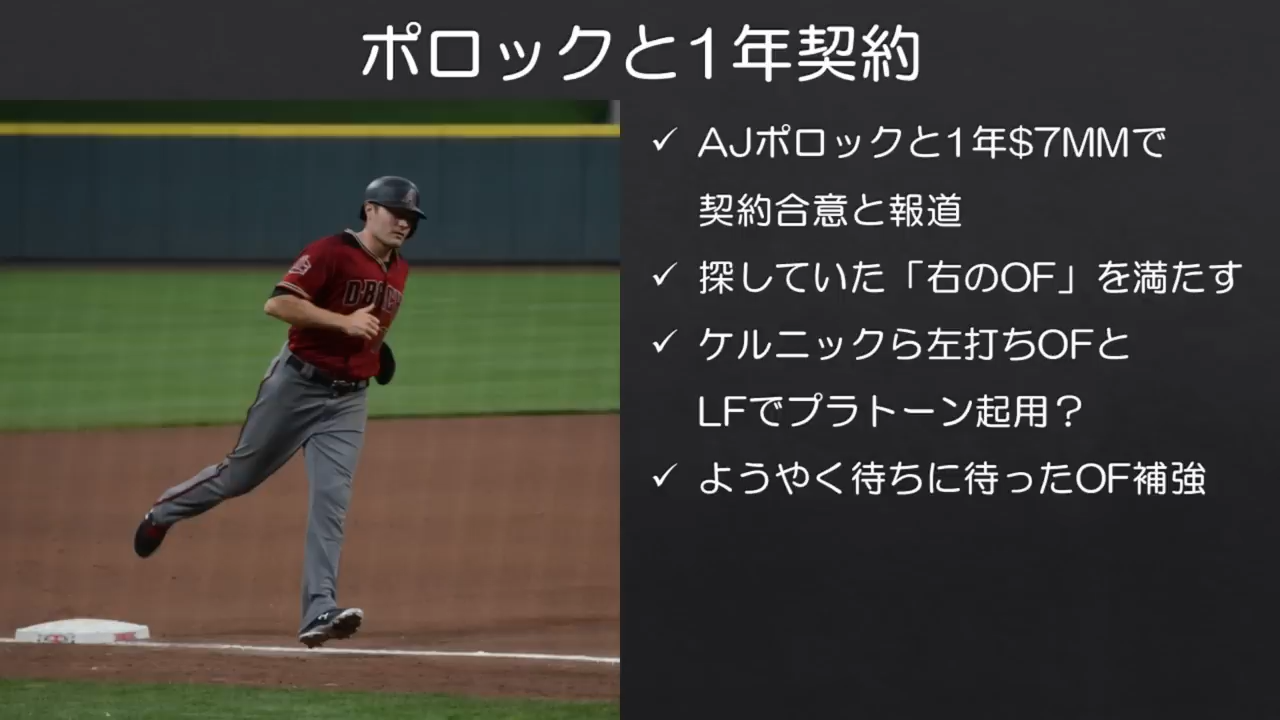 ポロックと1年契約
✓ AJポロックと1年$7MMで
契約合意と報道
✓ 探していた「右のOF」を満たす
✓ ケルニックら左打ちOFと
LFでプラトーン起用?
✓ ようやく待ちに待ったOF補強